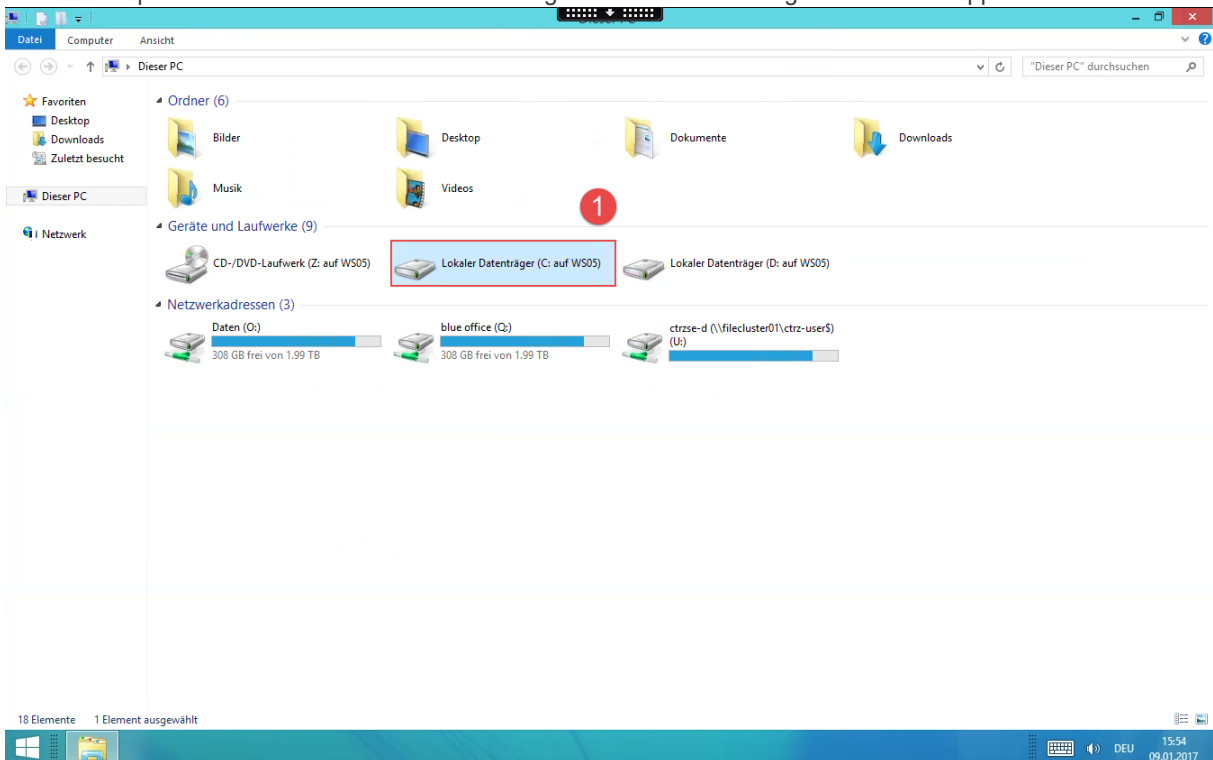 Datei Computer Ansicht
Dieser PC "Dieser PC" durchsuchen
Favoriten
Desktop
Downloads
Zuletzt besucht
Dieser PC
Netzwerk
Ordner (6)
Bilder Desktop Dokumente Downloads
Musik Videos
1
Geräte und Laufwerke (9)
CD-/DVD-Laufwerk (Z: auf WS05) Lokaler Datenträger (C: auf WS05) Lokaler Datenträger (D: auf WS05)
Netzwerkadressen (3)
Daten (O:) blue office (Q:) ctrzse-d (\\filecluster01\ctrz-user$)
(U:)
308 GB frei von 1.99 TB 308 GB frei von 1.99 TB
18 Elemente 1 Element ausgewählt
DEU 15:54
09.01.2017